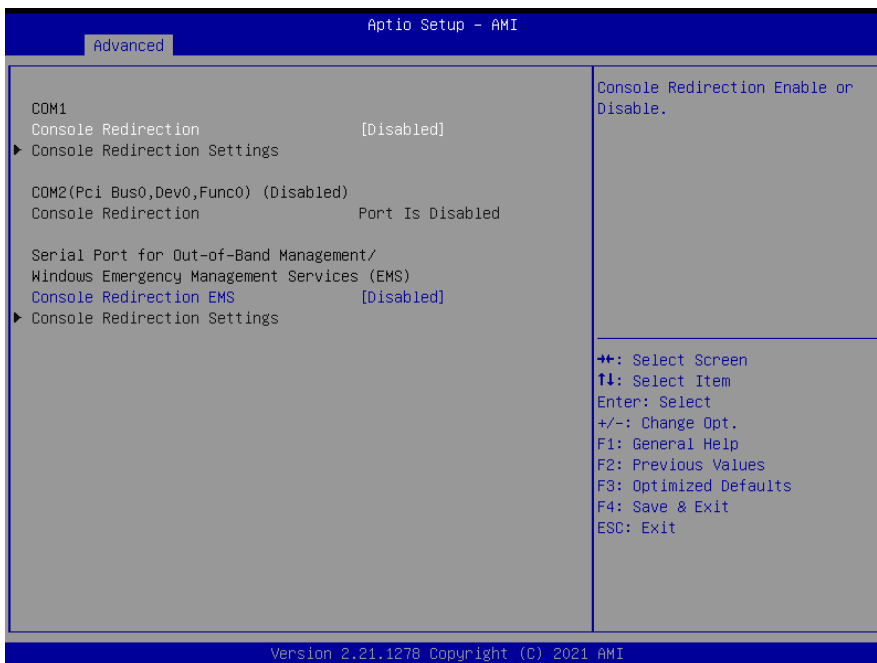 Aptio Setup – AMI
Advanced
COM1
Console Redirection [Disabled]
▶ Console Redirection Settings
COM2(Pci Bus0,Dev0,Func0) (Disabled)
Console Redirection Port Is Disabled
Serial Port for Out-of-Band Management/
Windows Emergency Management Services (EMS)
Console Redirection EMS [Disabled]
▶ Console Redirection Settings
Console Redirection Enable or
Disable.
→←: Select Screen
↑↓: Select Item
Enter: Select
+/-: Change Opt.
F1: General Help
F2: Previous Values
F3: Optimized Defaults
F4: Save & Exit
ESC: Exit
Version 2.21.1278 Copyright (C) 2021 AMI